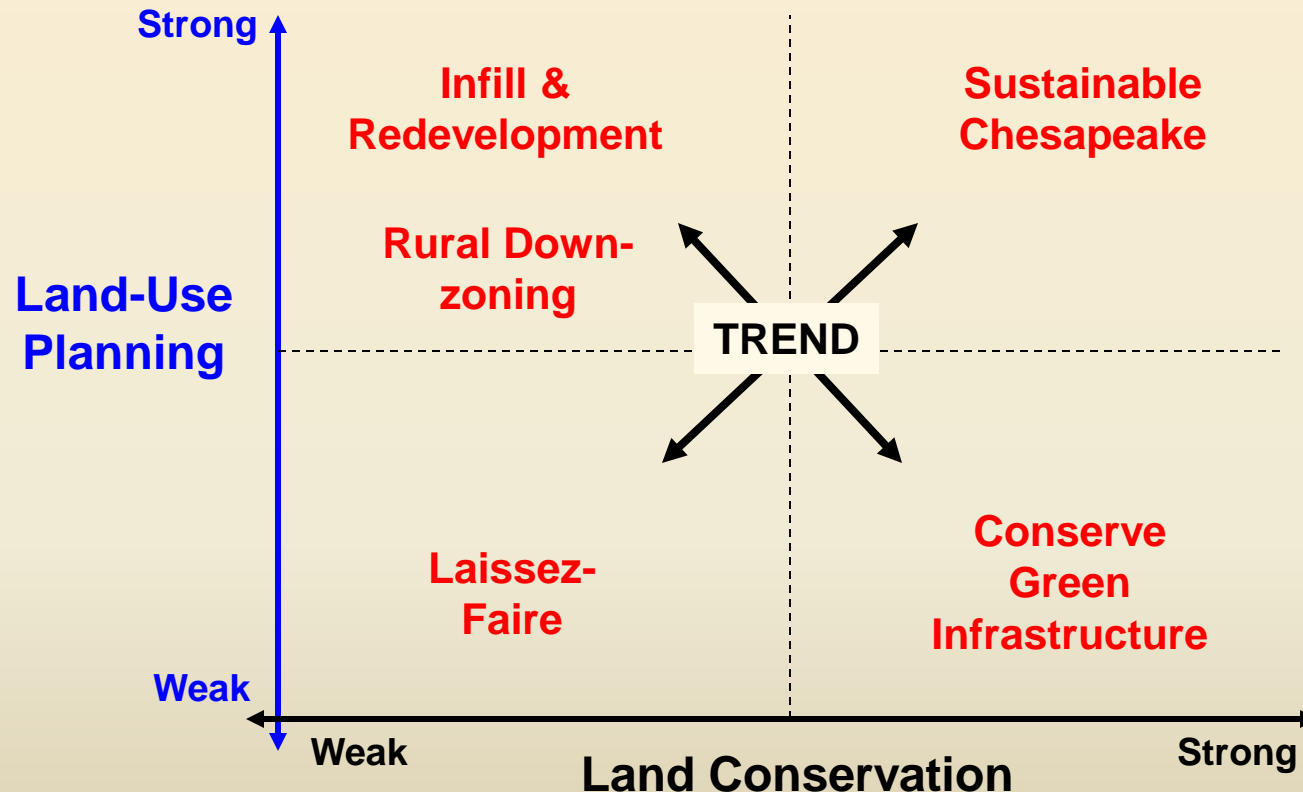 Strong
Infill &
Redevelopment
Sustainable
Chesapeake
Rural Down-
zoning
Land-Use
Planning
TREND
Laissez-
Faire
Conserve
Green
Infrastructure
Weak
Weak
Land Conservation
Strong